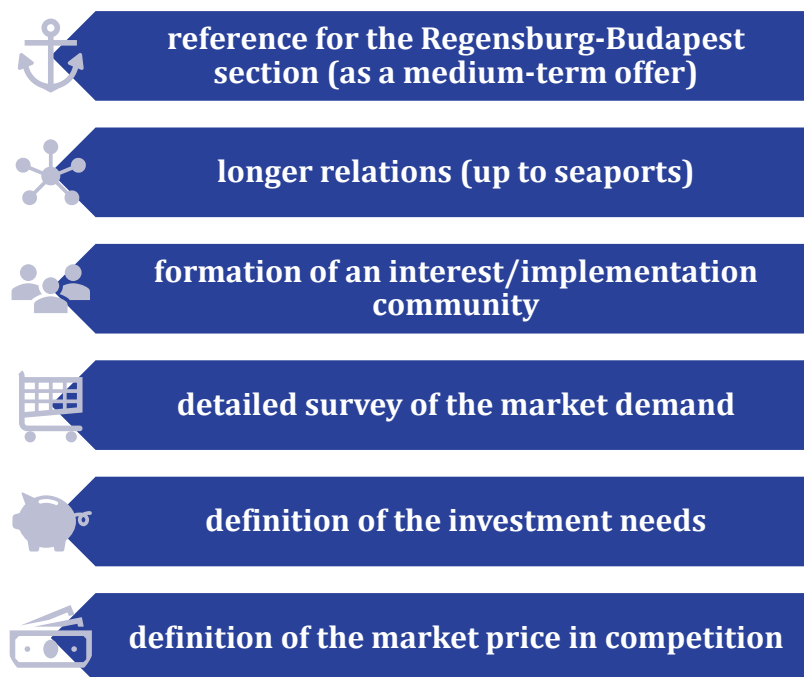 reference for the Regensburg-Budapest
section (as a medium-term offer)
longer relations (up to seaports)
formation of an interest/implementation
community
detailed survey of the market demand
definition of the investment needs
definition of the market price in competition